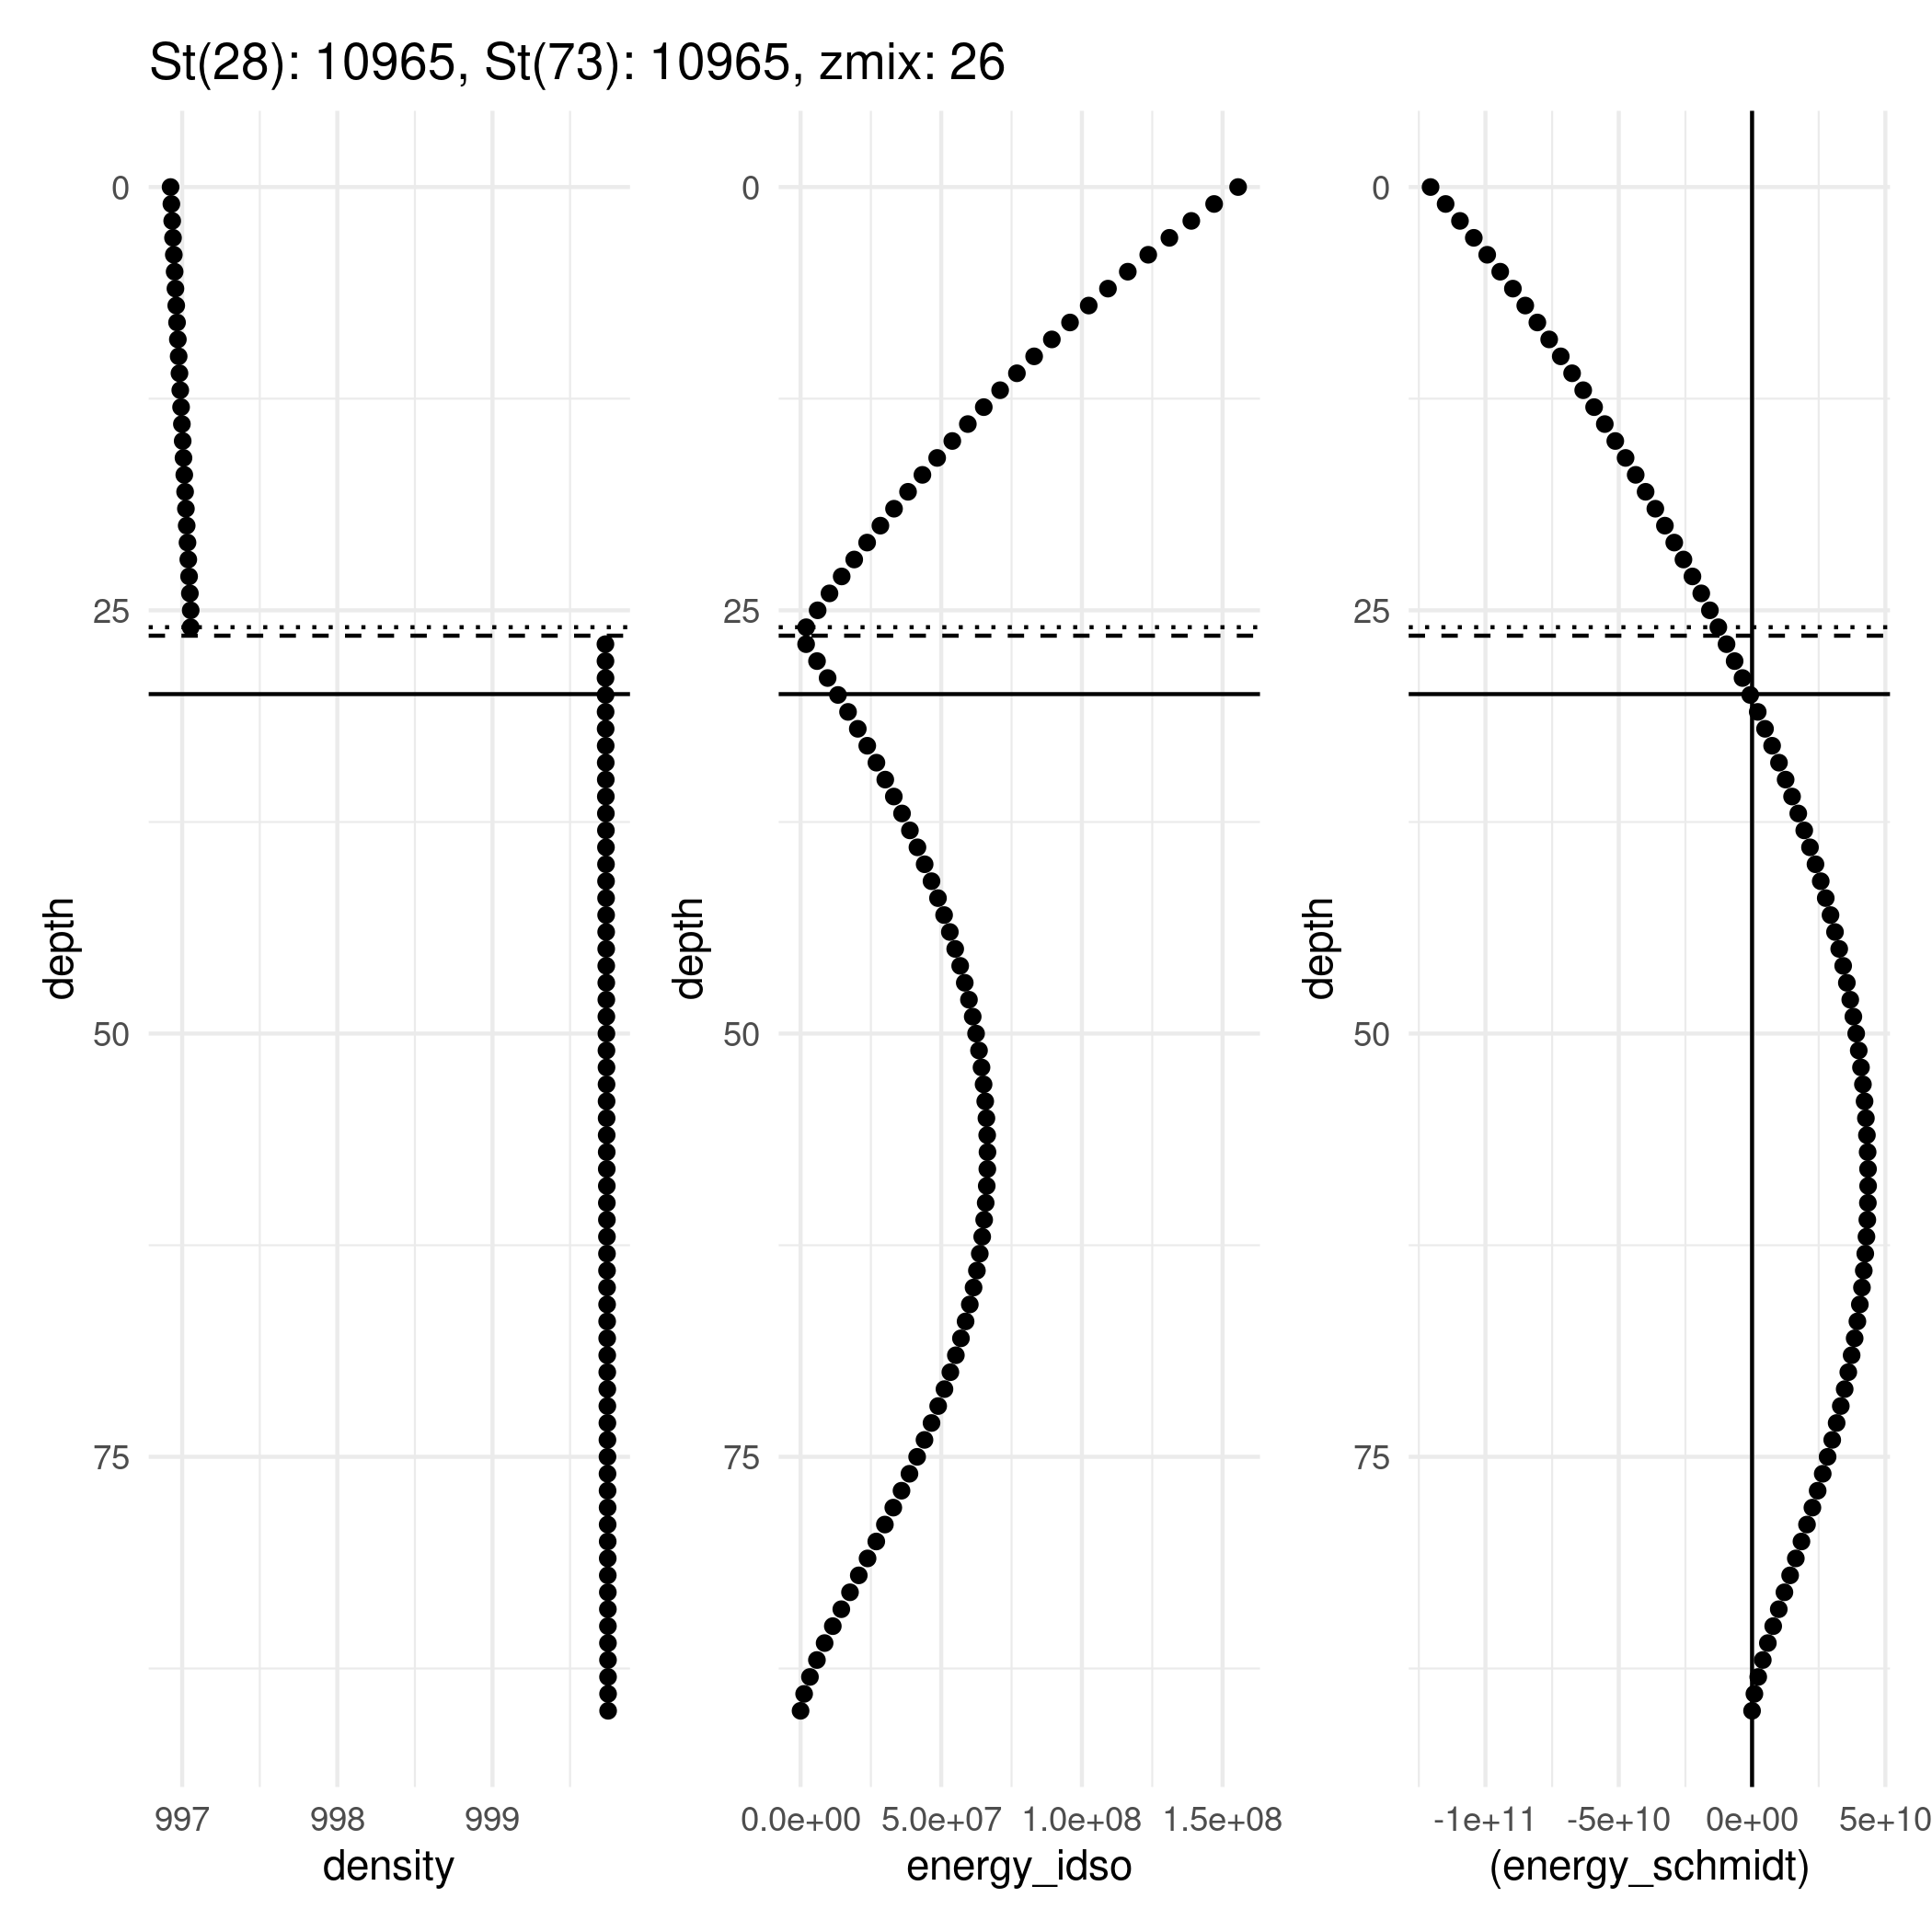 St(28): 10965, St(73): 10965, zmix: 26
0
25
50
75
depth
997 998 999
density
0
25
50
75
depth
0.0e+00 5.0e+07 1.0e+08 1.5e+08
energy_idso
0
25
50
75
depth
-1e+11 -5e+10 0e+00 5e+10
(energy_schmidt)